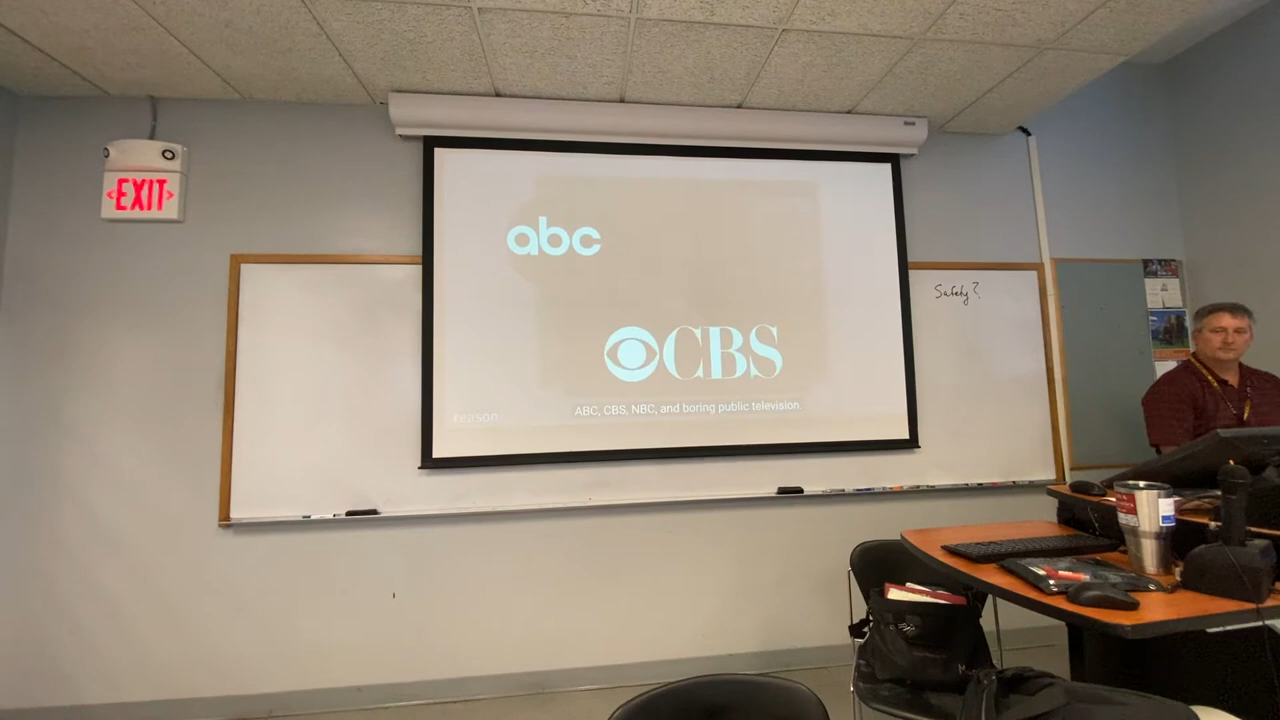 EXIT
abc
Safety?
CBS
ABC, CBS, NBC, and boring public television.
reason